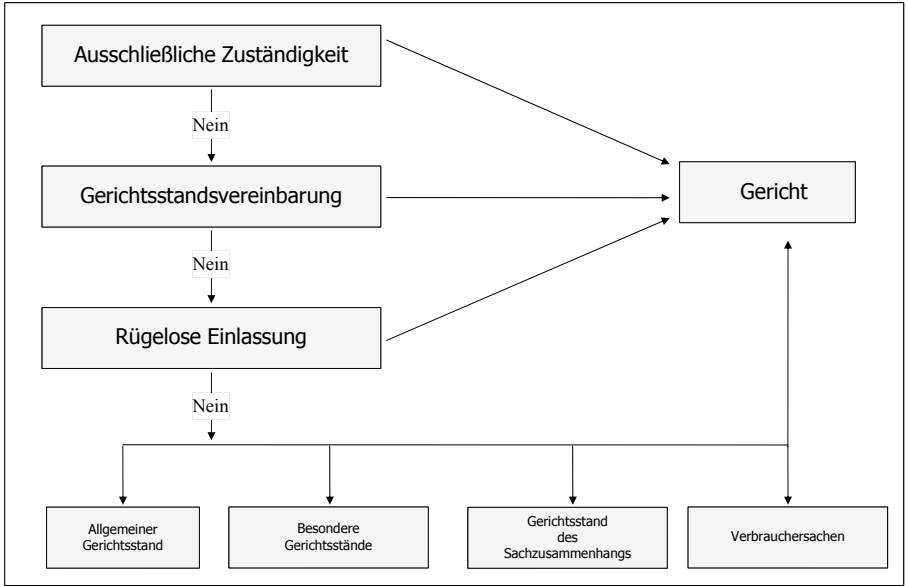 Ausschließliche Zuständigkeit
Nein
Gerichtsstandsvereinbarung
Gericht
Nein
Rügelose Einlassung
Nein
Allgemeiner
Gerichtsstand
Besondere
Gerichtsstände
Gerichtsstand
des
Sachzusammenhangs
Verbrauchersachen